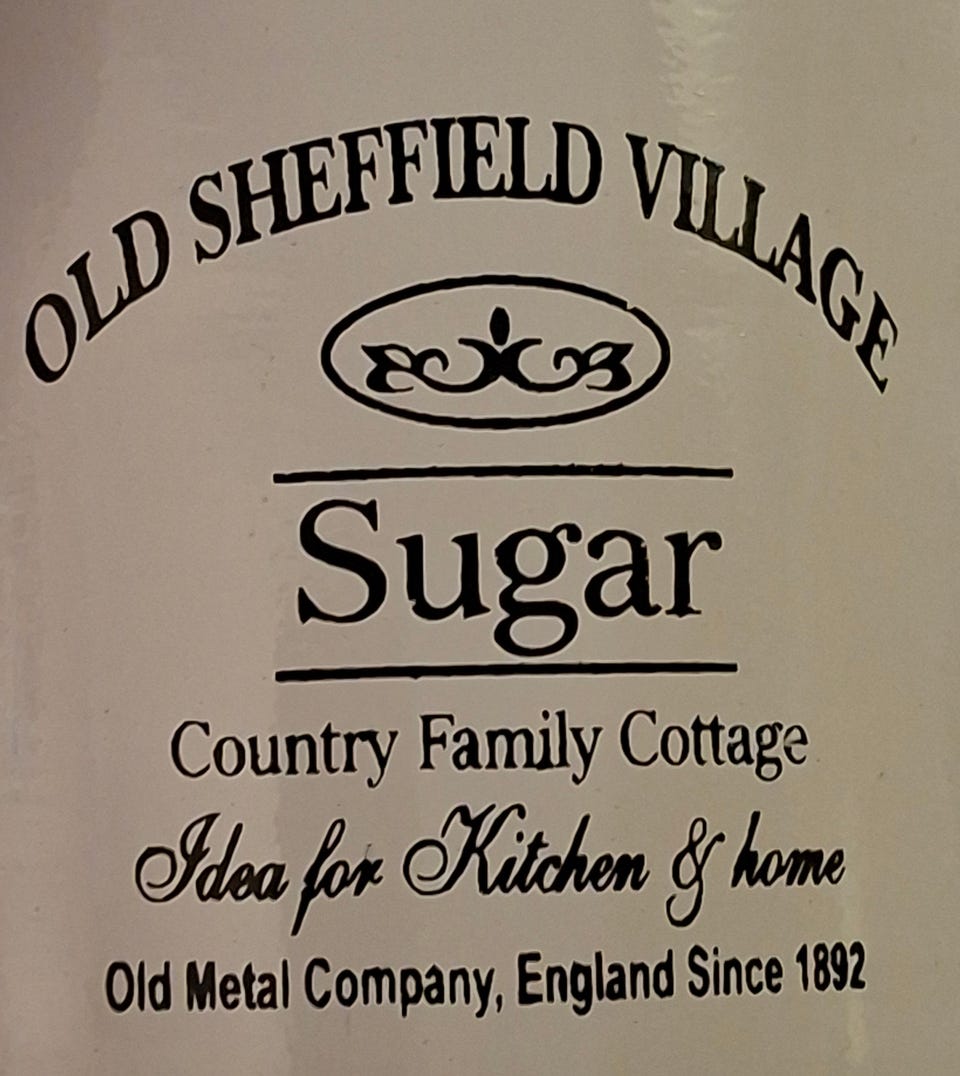 OLD SHEFFIELD VILLAGE
Sugar
Country Family Cottage
Idea for Kitchen & home
Old Metal Company, England Since 1892